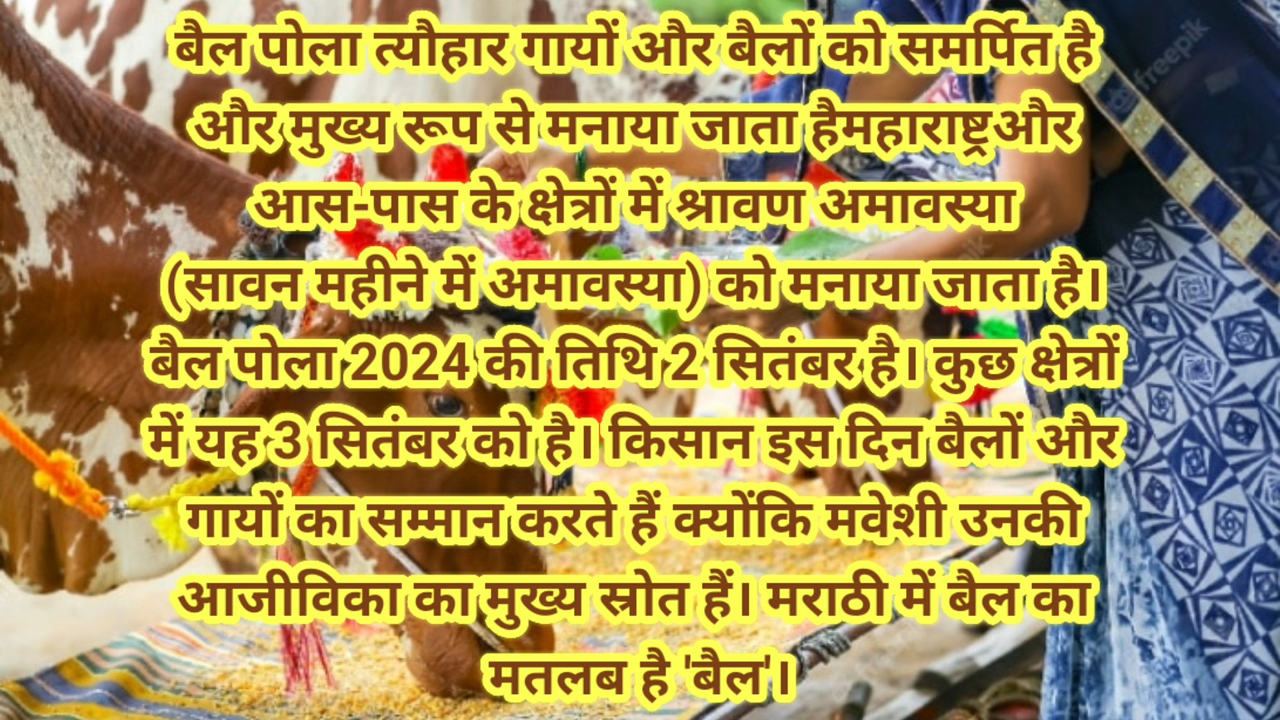 बैल पोला त्यौहार गायों और बैलों को समर्पित है
और मुख्य रूप से मनाया जाता हैमहाराष्ट्रऔर
आस-पास के क्षेत्रों में श्रावण अमावस्या
(सावन महीने में अमावस्या) को मनाया जाता है।
बैल पोला 2024 की तिथि 2 सितंबर है। कुछ क्षेत्रों
में यह 3 सितंबर को है। किसान इस दिन बैलों और
गायों का सम्मान करते हैं क्योंकि मवेशी उनकी
आजीविका का मुख्य स्रोत हैं। मराठी में बैल का
मतलब है 'बैल'।
freepik